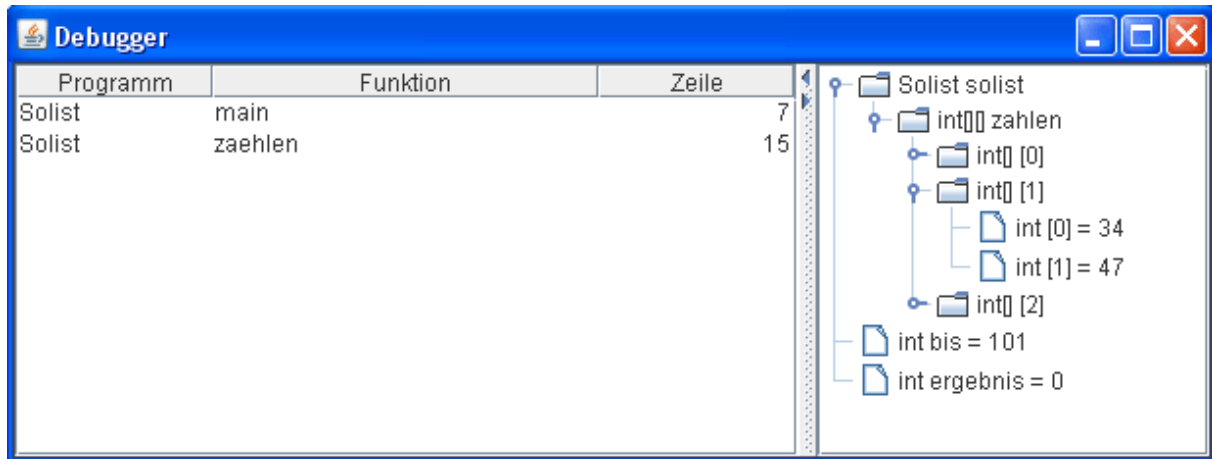 Debugger
Programm Funktion Zeile
Solist main 7
Solist zaehlen 15
Solist solist
int[][] zahlen
int[] [0]
int[] [1]
int [0] = 34
int [1] = 47
int[] [2]
int bis = 101
int ergebnis = 0